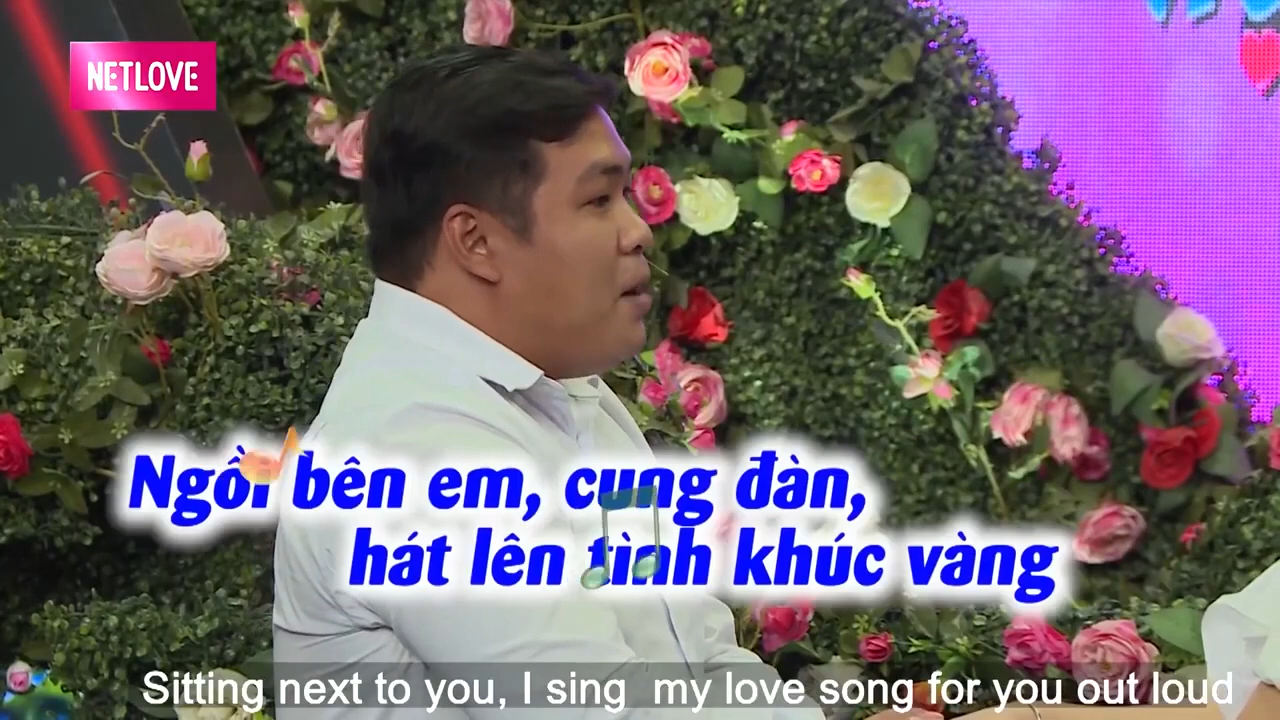 NETLOVE
Ngồi bên em, cung đàn,
hát lên tình khúc vàng
Sitting next to you, I sing  my love song for you out loud